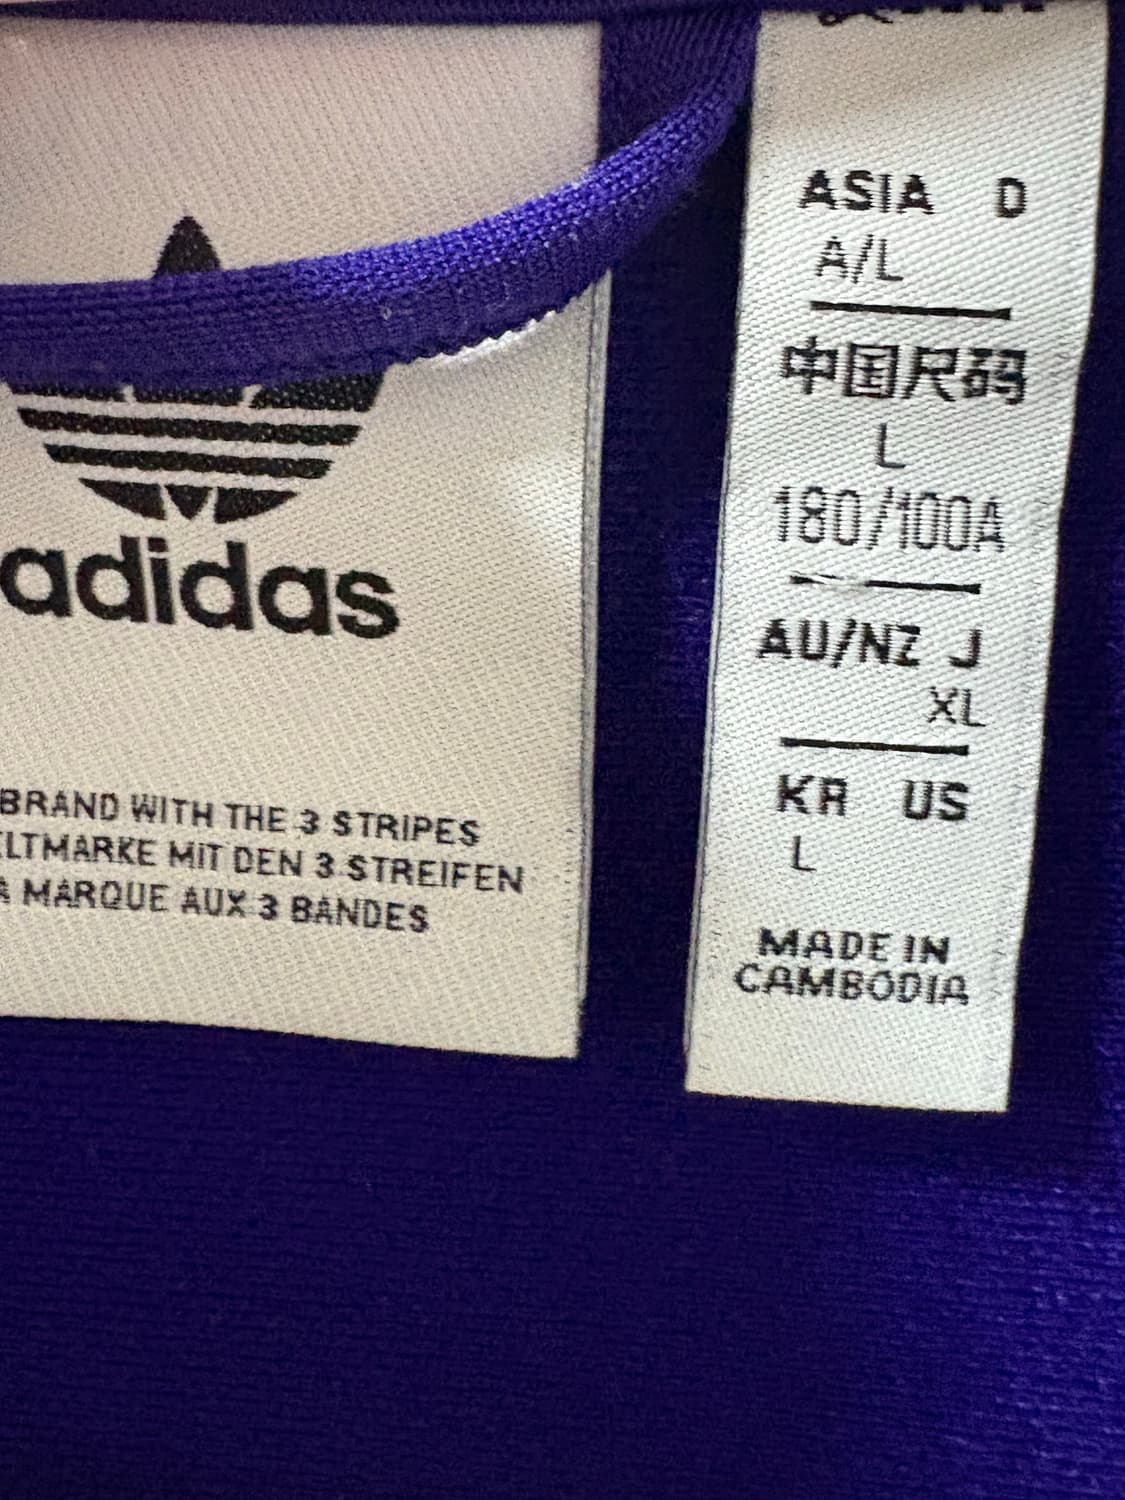 adidas
BRAND WITH THE 3 STRIPES
LTMARKE MIT DEN 3 STREIFEN
A MARQUE AUX 3 BANDES
ASIA D
A/L
中国尺码
L
180/100A
AU/NZ J
XL
KR US
L
MADE IN
CAMBODIA